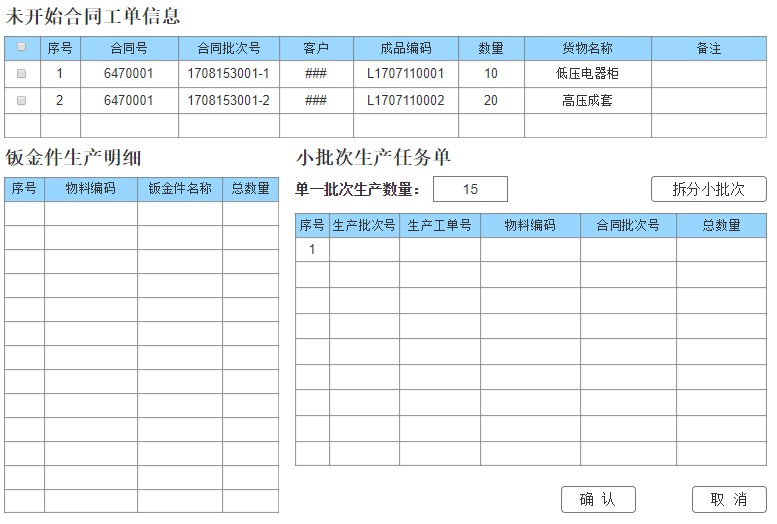 未开始合同工单信息
序号 合同号 合同批次号 客户 成品编码 数量 货物名称 备注
1 6470001 1708153001-1 ### L1707110001 10 低压电器柜
2 6470001 1708153001-2 ### L1707110002 20 高压成套
钣金件生产明细
序号 物料编码 钣金件名称 总数量
小批次生产任务单
单一批次生产数量： 15 拆分小批次
序号 生产批次号 生产工单号 物料编码 合同批次号 总数量
1
确 认 取 消